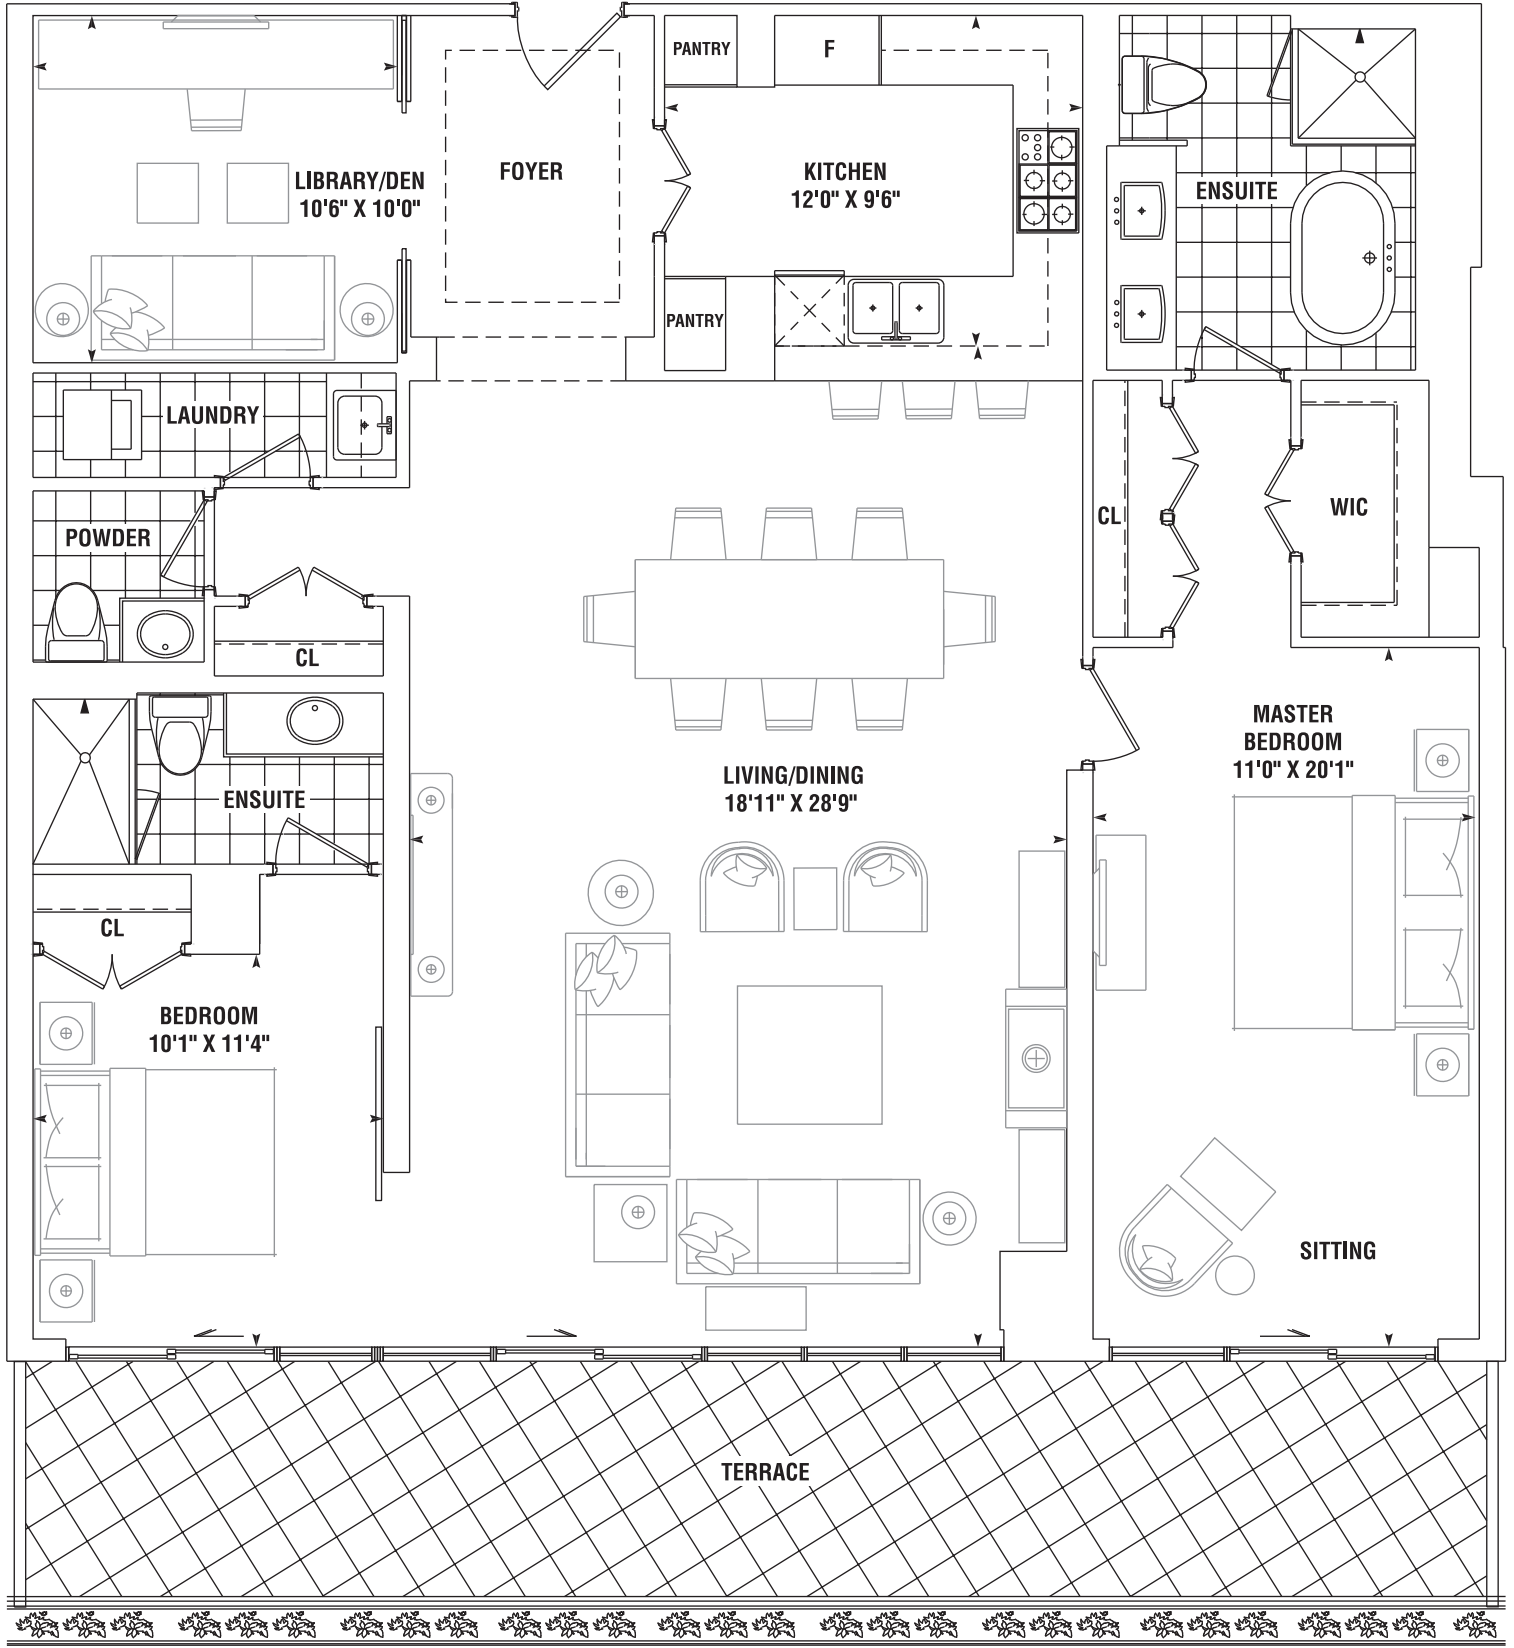 PANTRY
F
LIBRARY/DEN
10'6" X 10'0"
FOYER
KITCHEN
12'0" X 9'6"
ENSUITE
PANTRY
LAUNDRY
POWDER
CL
WIC
CL
MASTER
BEDROOM
11'0" X 20'1"
LIVING/DINING
18'11" X 28'9"
ENSUITE
CL
BEDROOM
10'1" X 11'4"
SITTING
TERRACE